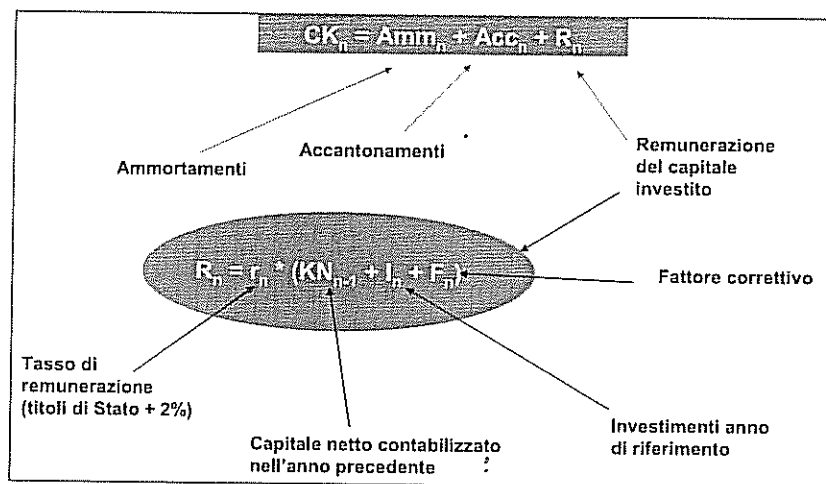 CKn = Ammn + Accn + Rn
Ammortamenti
Accantonamenti
Remunerazione
del capitale
investito
Rn = rn * (KNn-1 + In + Fn)
Fattore correttivo
Tasso di
remunerazione
(titoli di Stato + 2%)
Capitale netto contabilizzato
nell'anno precedente
Investimenti anno
di riferimento